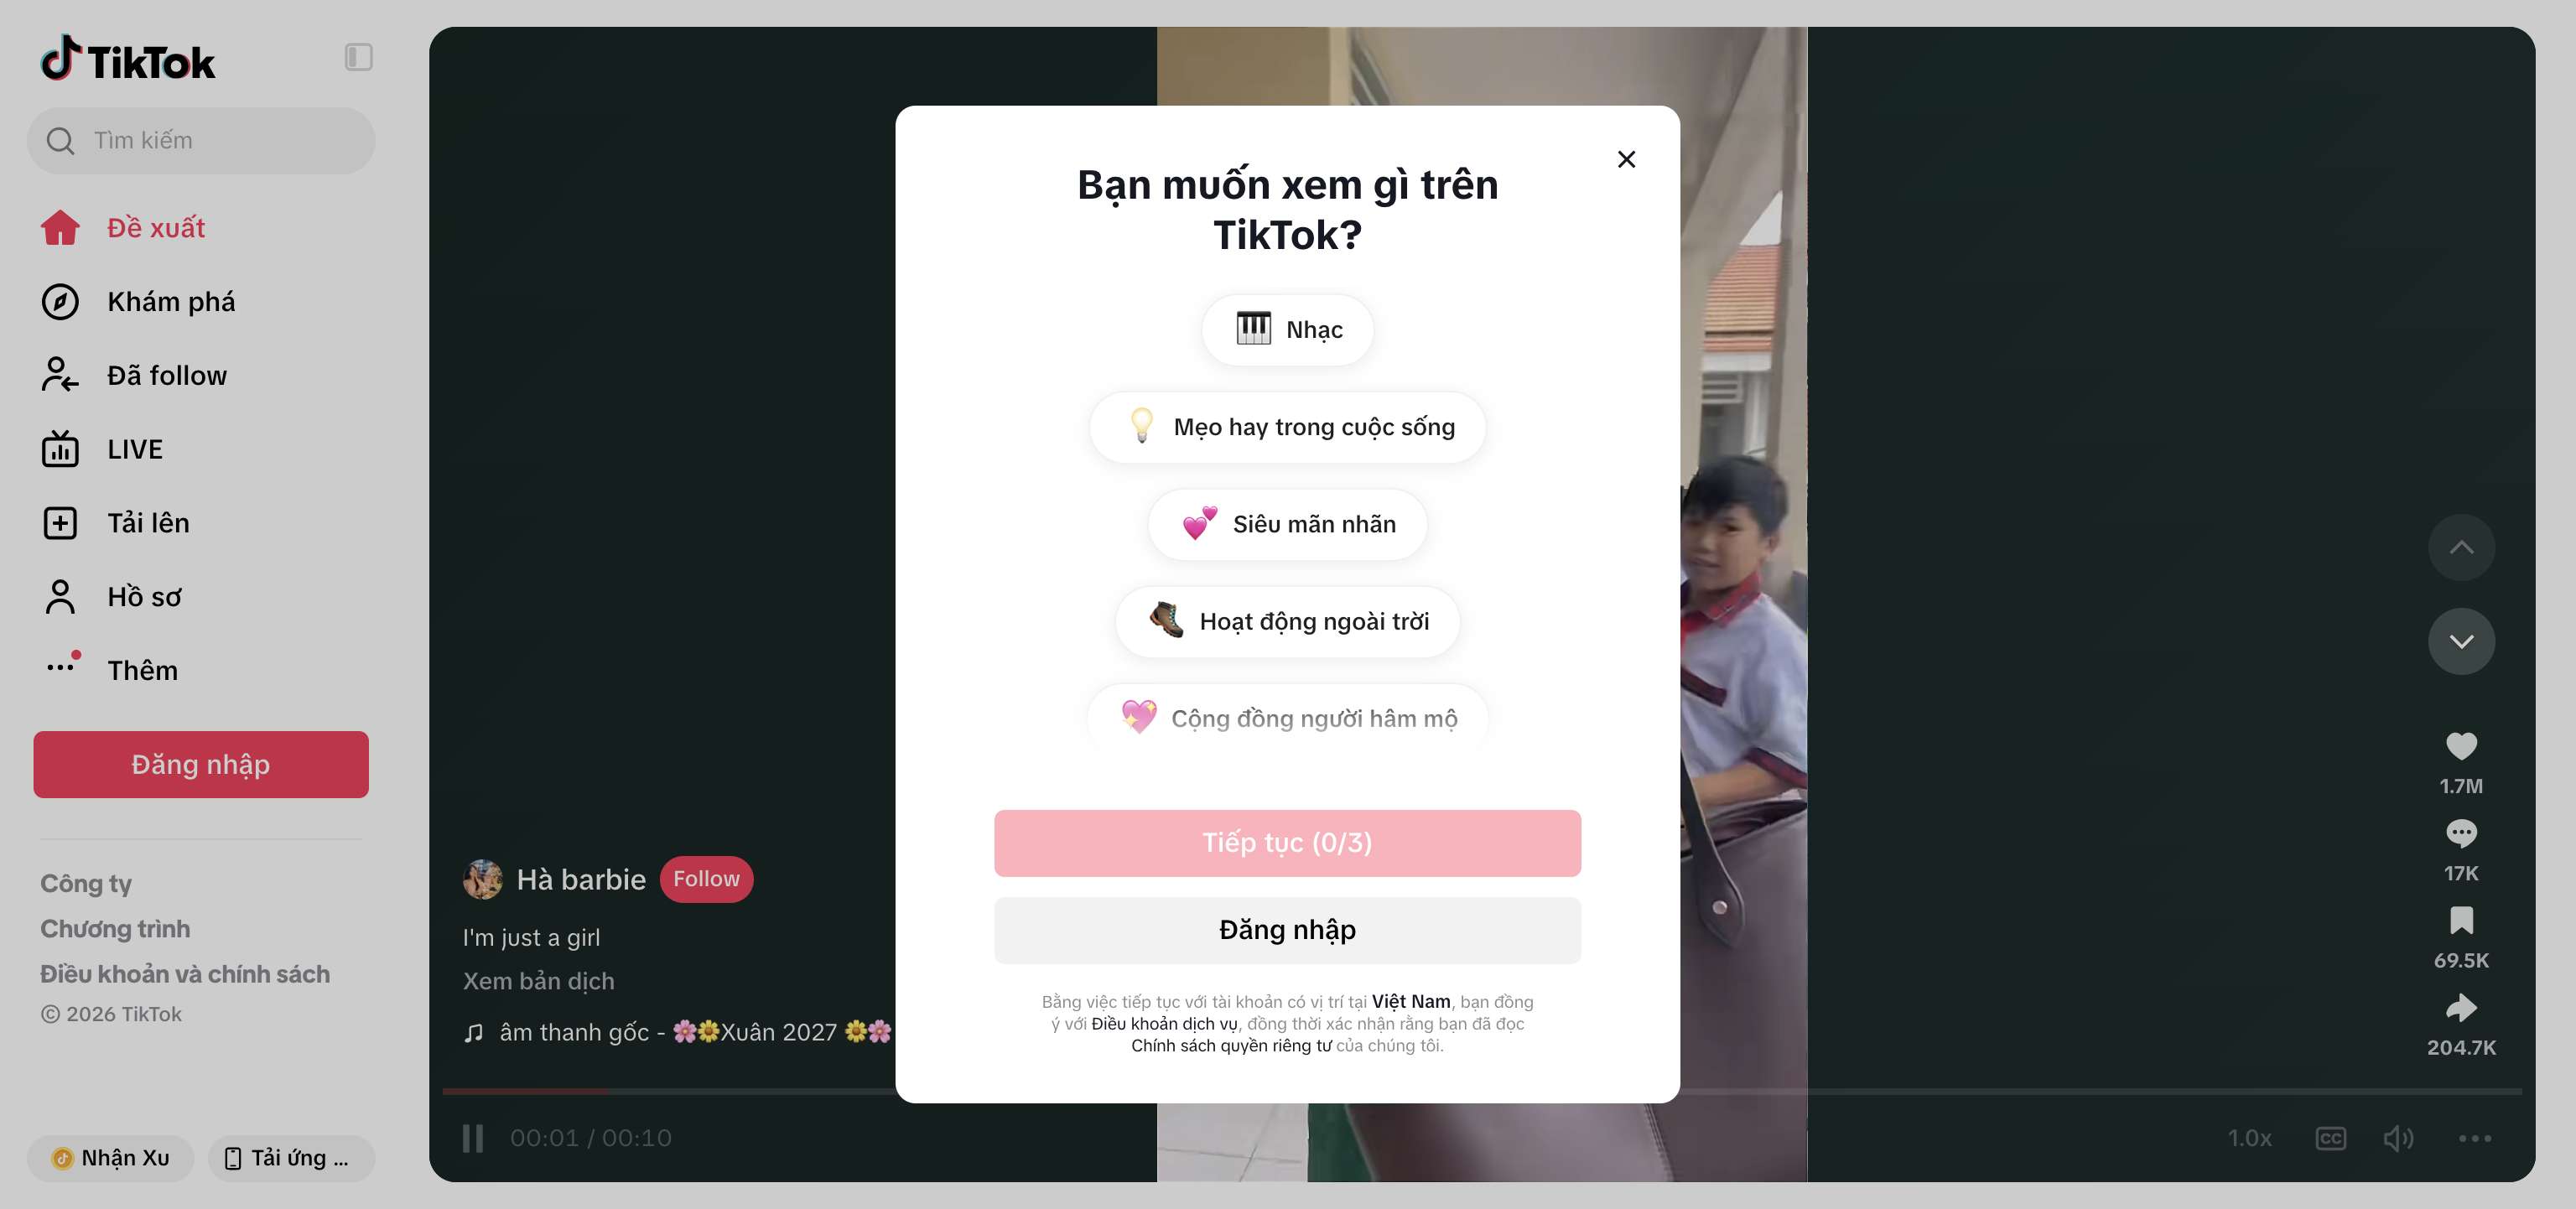 TikTok
Tìm kiếm
Đề xuất
Khám phá
Đã follow
LIVE
Tải lên
Hồ sơ
Thêm
Đăng nhập
Công ty
Chương trình
Điều khoản và chính sách
© 2026 TikTok
Nhận Xu
Tải ứng ...
Hà barbie
Follow
I'm just a girl
Xem bản dịch
âm thanh gốc - 🌸🌼Xuân 2027 🌼🌸
00:01 / 00:10
Bạn muốn xem gì trên
TikTok?
🎹 Nhạc
💡 Mẹo hay trong cuộc sống
💕 Siêu mãn nhãn
🥾 Hoạt động ngoài trời
💖 Cộng đồng người hâm mộ
Tiếp tục (0/3)
Đăng nhập
Bằng việc tiếp tục với tài khoản có vị trí tại Việt Nam, bạn đồng
ý với Điều khoản dịch vụ, đồng thời xác nhận rằng bạn đã đọc
Chính sách quyền riêng tư của chúng tôi.
1.7M
17K
69.5K
204.7K
1.0x
CC